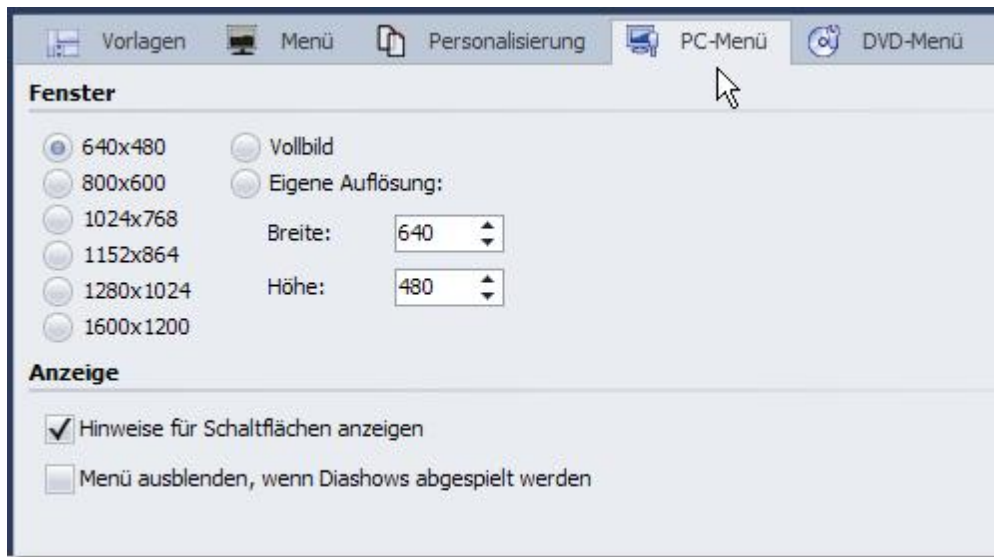 Vorlagen Menü Personalisierung PC-Menü DVD-Menü
Fenster
640x480 Vollbild
800x600 Eigene Auflösung:
1024x768 Breite: 640
1152x864
1280x1024 Höhe: 480
1600x1200
Anzeige
Hinweise für Schaltflächen anzeigen
Menü ausblenden, wenn Diashows abgespielt werden